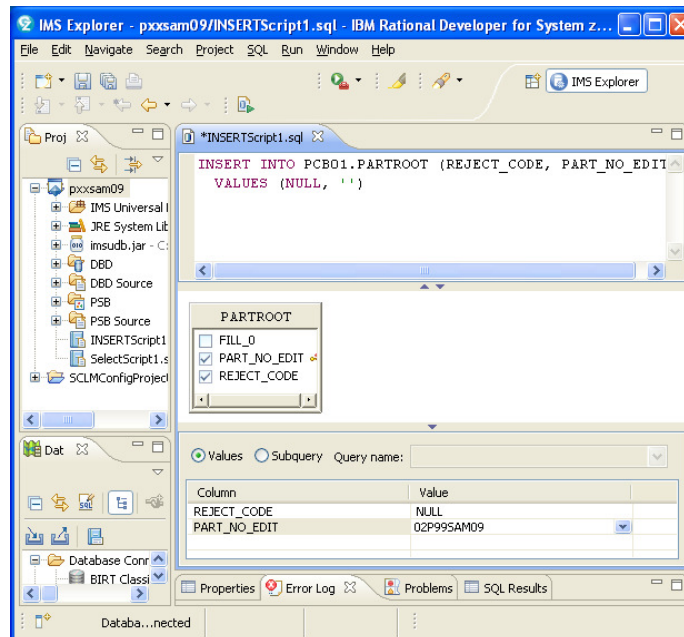 IMS Explorer - pxxsam09/INSERTScript1.sql - IBM Rational Developer for System z...
File Edit Navigate Search Project SQL Run Window Help
IMS Explorer
Proj
*INSERTScript1.sql
INSERT INTO PCB01.PARTROOT (REJECT_CODE, PART_NO_EDIT
VALUES (NULL, '')
pxxsam09
IMS Universal
JRE System Lib
imsudb.jar - C:
DBD
DBD Source
PSB
PSB Source
INSERTScript1
SelectScript1.s
SCLMConfigProject
PARTROOT
FILL_0
PART_NO_EDIT
REJECT_CODE
Dat
Values Subquery Query name:
Column Value
REJECT_CODE NULL
PART_NO_EDIT 02P99SAM09
SQL
Database Conr
BIRT Classi
Properties Error Log Problems SQL Results
Databa...nected